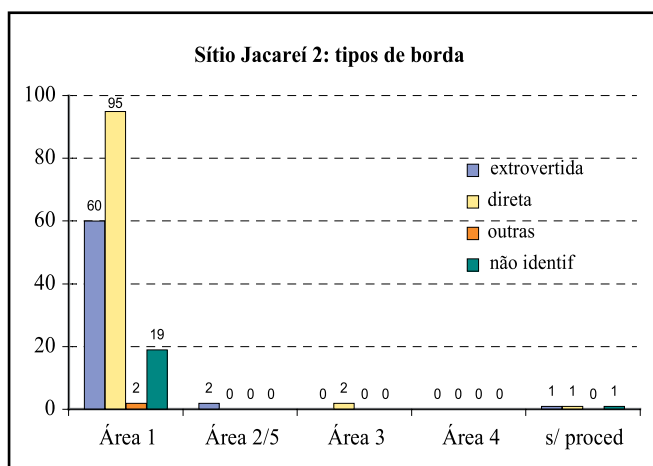 Sítio Jacareí 2: tipos de borda
100
80
60
40
20
0
60
95
2
19
2
0
0
0
0
2
0
0
0
0
0
0
1
1
0
1
extrovertida
direta
outras
não identif
Área 1
Área 2/5
Área 3
Área 4
s/ proced